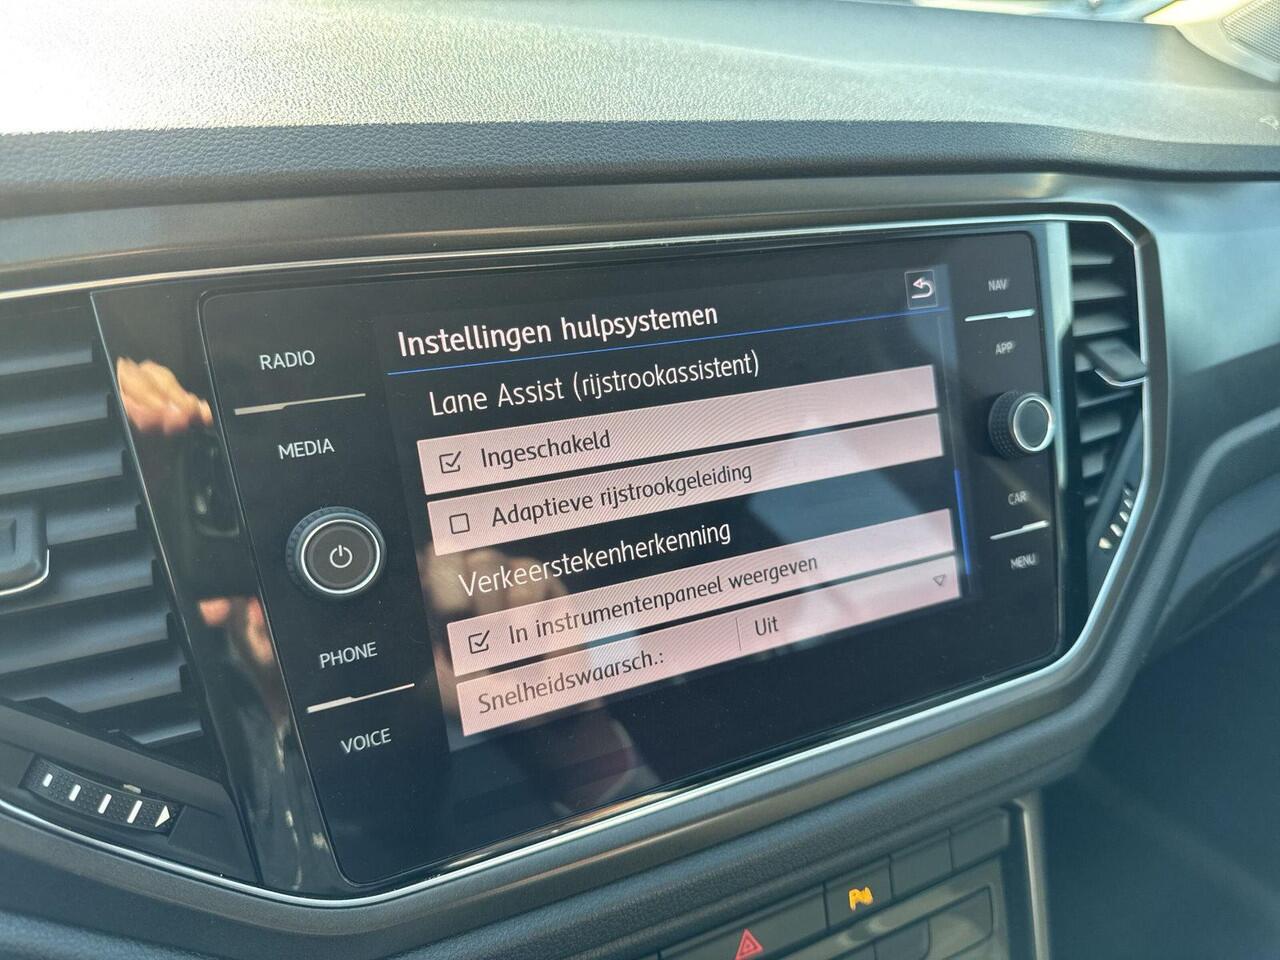 RADIO
MEDIA
PHONE
VOICE
Instellingen hulpsystemen
Lane Assist (rijstrookassistent)
Ingeschakeld
Adaptieve rijstrookgeleiding
Verkeerstekenherkenning
In instrumentenpaneel weergeven
Snelheidswaarsch.: Uit
NAV
APP
CAR
MENU